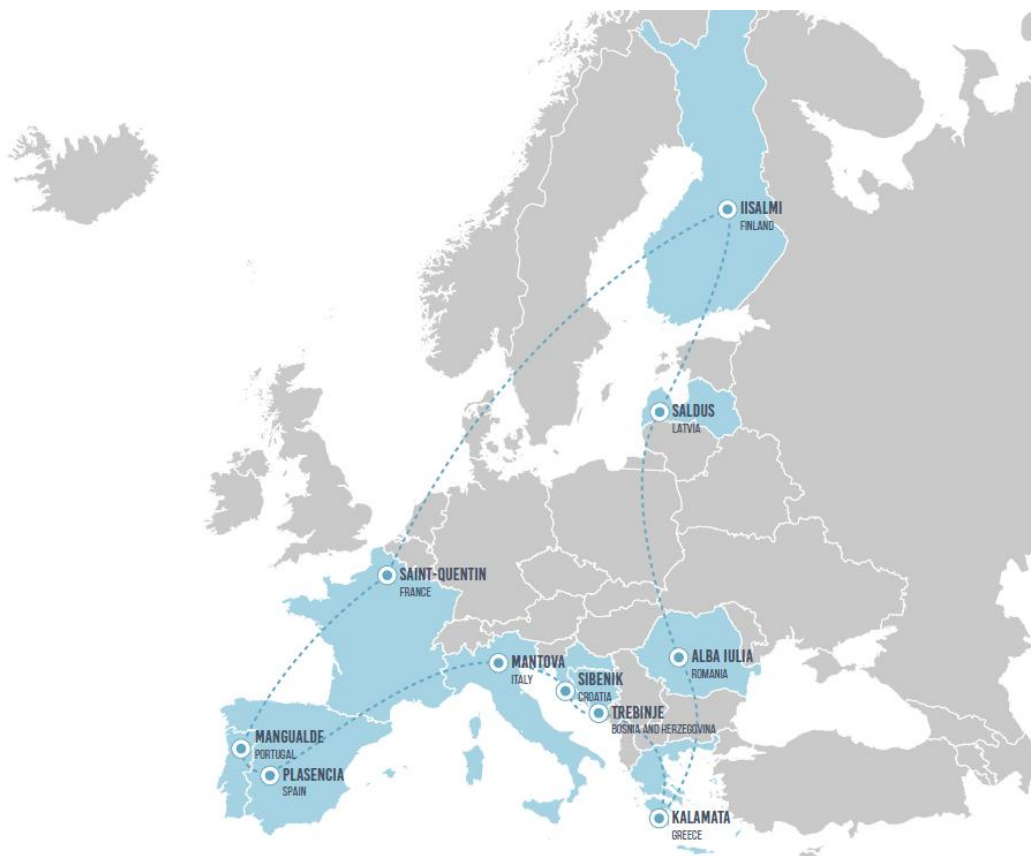 IISALMI
FINLAND
SALDUS
LATVIA
SAINT-QUENTIN
FRANCE
ALBA IULIA
ROMANIA
MANTOVA
ITALY
SIBENIK
CROATIA
TREBINJE
BOSNIA AND HERZEGOVINA
MANGUALDE
PORTUGAL
PLASENCIA
SPAIN
KALAMATA
GREECE